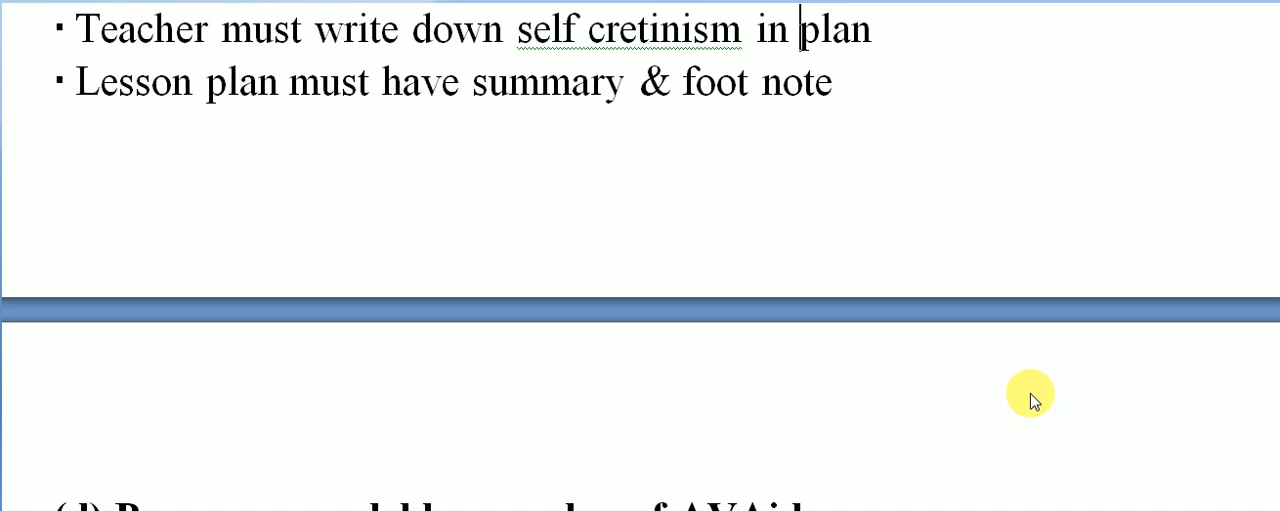 · Teacher must write down self cretinism in plan
· Lesson plan must have summary & foot note